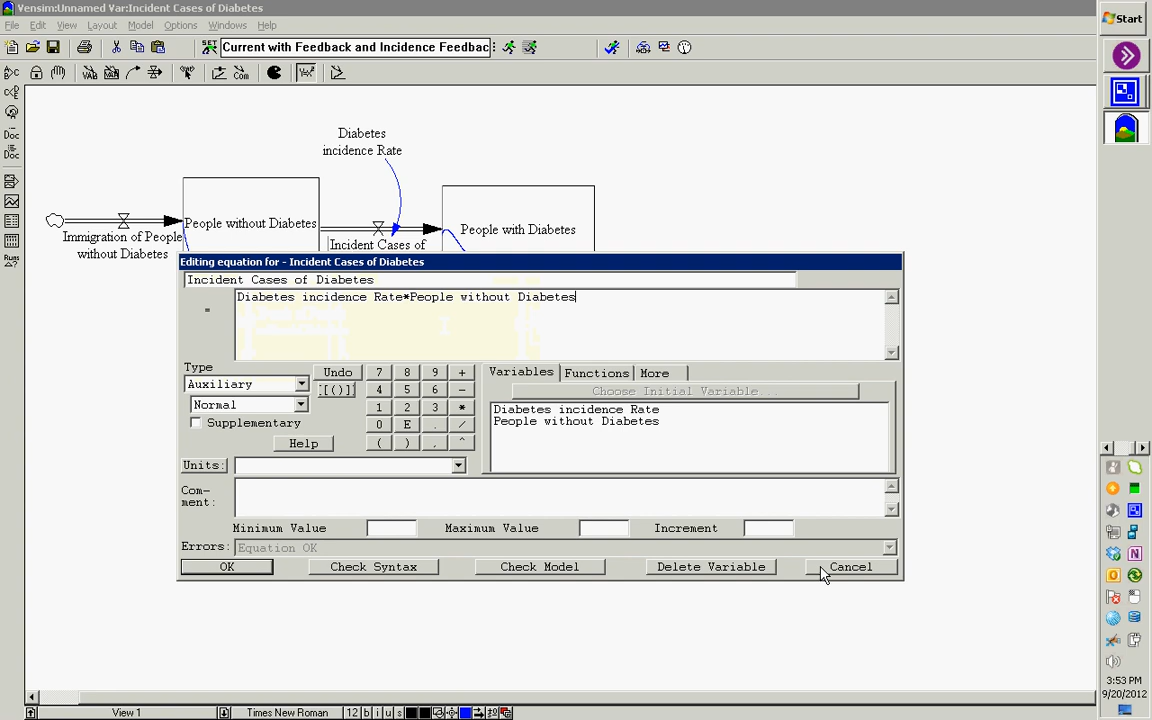 Vensim:Unnamed Var:Incident Cases of Diabetes
Start
File Edit View Layout Model Options Windows Help
SET Current with Feedback and Incidence Feedbac
VAB
Com
Doc
Doc
Runs
Diabetes
incidence Rate
People without Diabetes
People with Diabetes
Immigration of People
without Diabetes
Incident Cases of
Editing equation for - Incident Cases of Diabetes
Incident Cases of Diabetes
= Diabetes incidence Rate*People without Diabetes
Type
Auxiliary
Normal
Supplementary
Help
Undo 7 8 9 +
{[()]} 4 5 6 -
1 2 3 *
0 E . /
( ) , ^
Variables Functions More
Choose Initial Variable...
Diabetes incidence Rate
People without Diabetes
Units:
Com-
ment:
Minimum Value Maximum Value Increment
Errors: Equation OK
OK Check Syntax Check Model Delete Variable Cancel
3:53 PM
9/20/2012
View 1 Times New Roman 12 b i u s